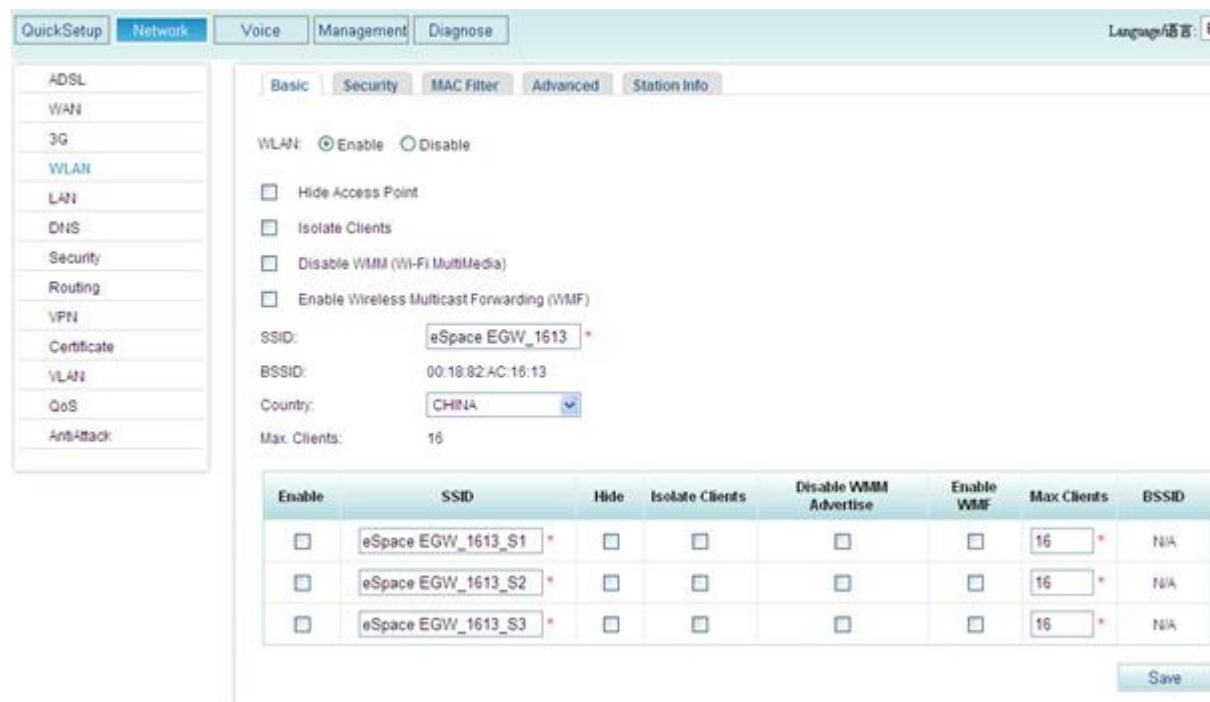 QuickSetup Network Voice Management Diagnose Language/语言:
ADSL
WAN
3G
WLAN
LAN
DNS
Security
Routing
VPN
Certificate
VLAN
QoS
AntiAttack
Basic Security MAC Filter Advanced Station Info
WLAN: Enable Disable
Hide Access Point
Isolate Clients
Disable WMM (Wi-Fi MultiMedia)
Enable Wireless Multicast Forwarding (WMF)
SSID: eSpace EGW_1613 *
BSSID: 00:18:82:AC:16:13
Country: CHINA
Max. Clients: 16
Enable SSID Hide Isolate Clients Disable WMM Advertise Enable WMF Max Clients BSSID
eSpace EGW_1613_S1 * 16 * N/A
eSpace EGW_1613_S2 * 16 * N/A
eSpace EGW_1613_S3 * 16 * N/A
Save